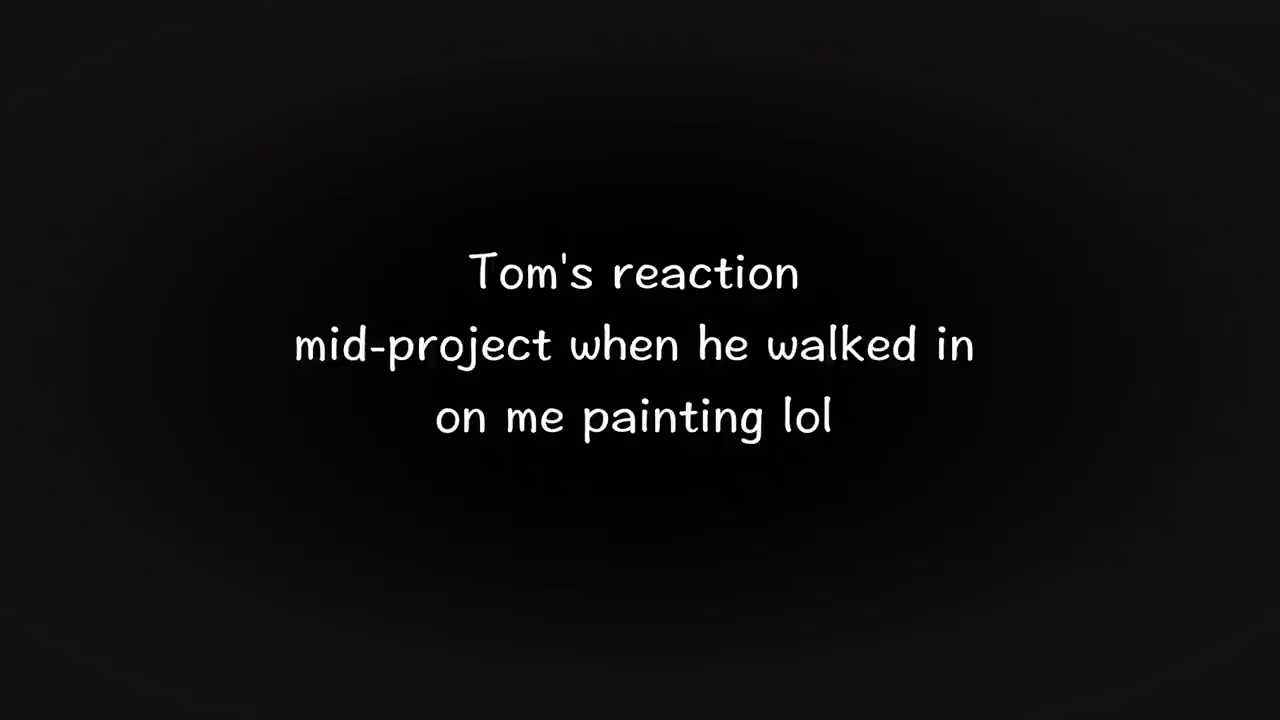 Tom's reaction
mid-project when he walked in
on me painting lol